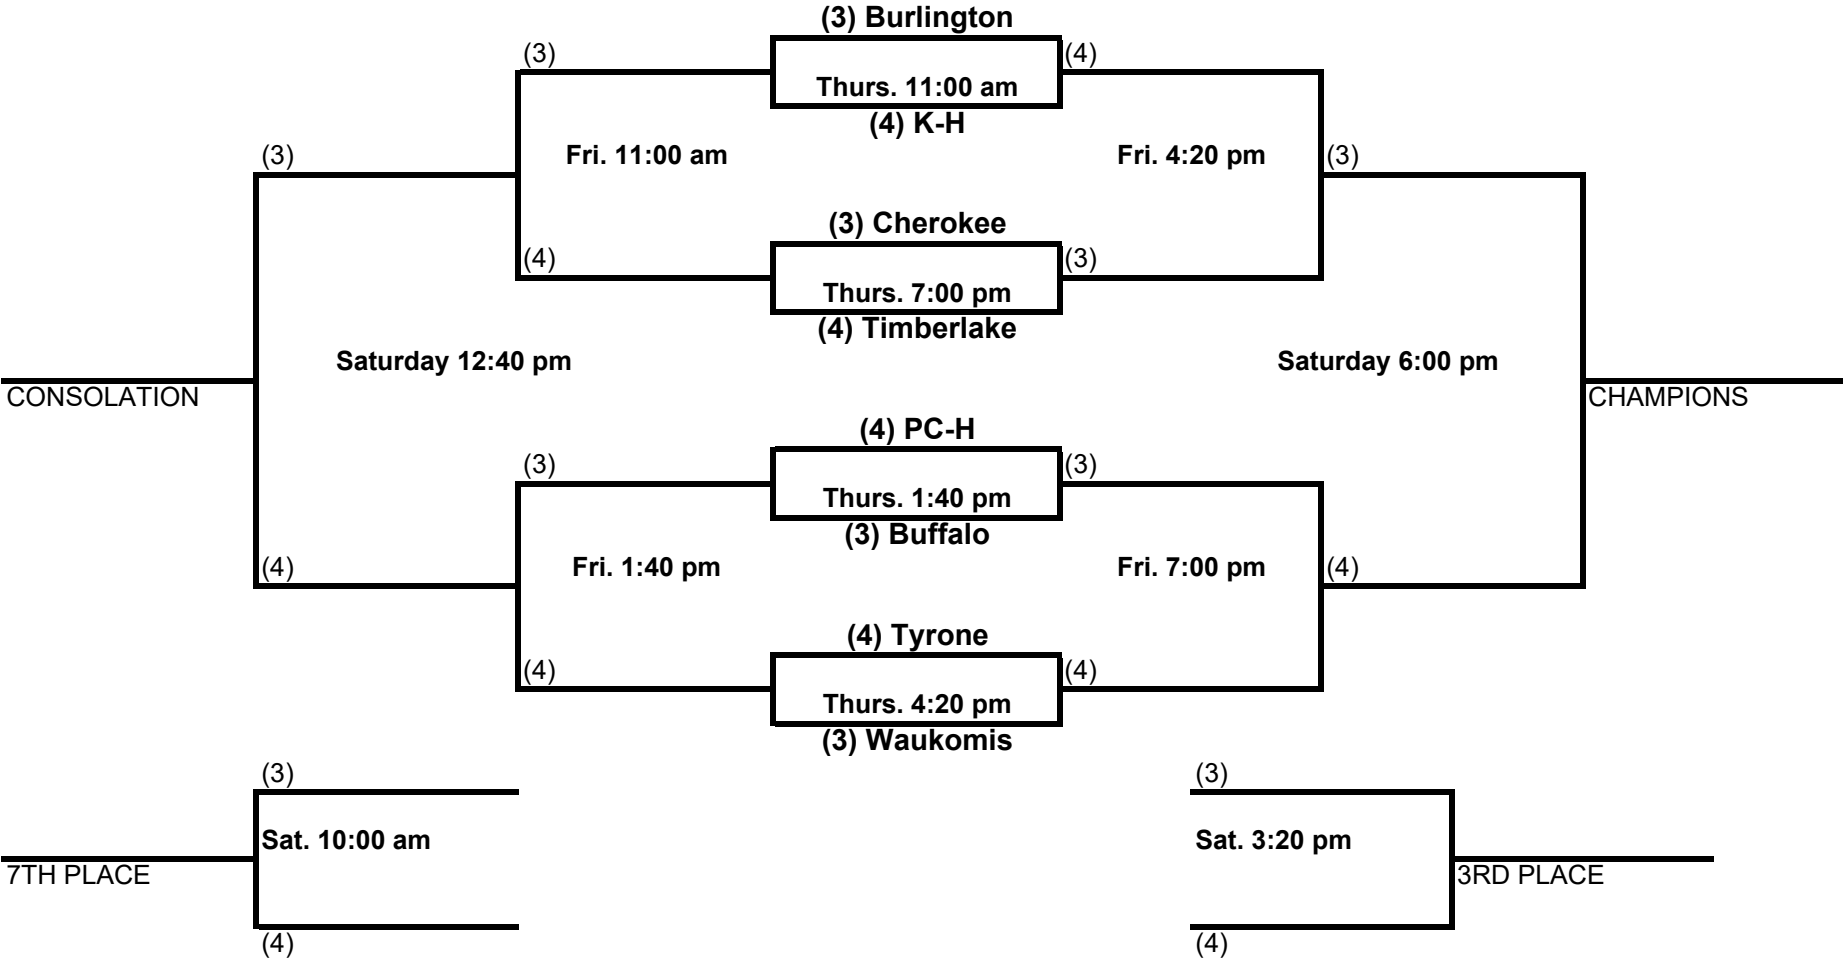 (3) Burlington
(3)
(4)
Thurs. 11:00 am
(4) K-H
(3)
Fri. 11:00 am
Fri. 4:20 pm
(3)
(3) Cherokee
(4)
(3)
Thurs. 7:00 pm
(4) Timberlake
Saturday 12:40 pm
Saturday 6:00 pm
CONSOLATION
CHAMPIONS
(4) PC-H
(3)
(3)
Thurs. 1:40 pm
(3) Buffalo
(4)
Fri. 1:40 pm
Fri. 7:00 pm
(4)
(4) Tyrone
(4)
(4)
Thurs. 4:20 pm
(3) Waukomis
(3)
(3)
Sat. 10:00 am
Sat. 3:20 pm
7TH PLACE
3RD PLACE
(4)
(4)